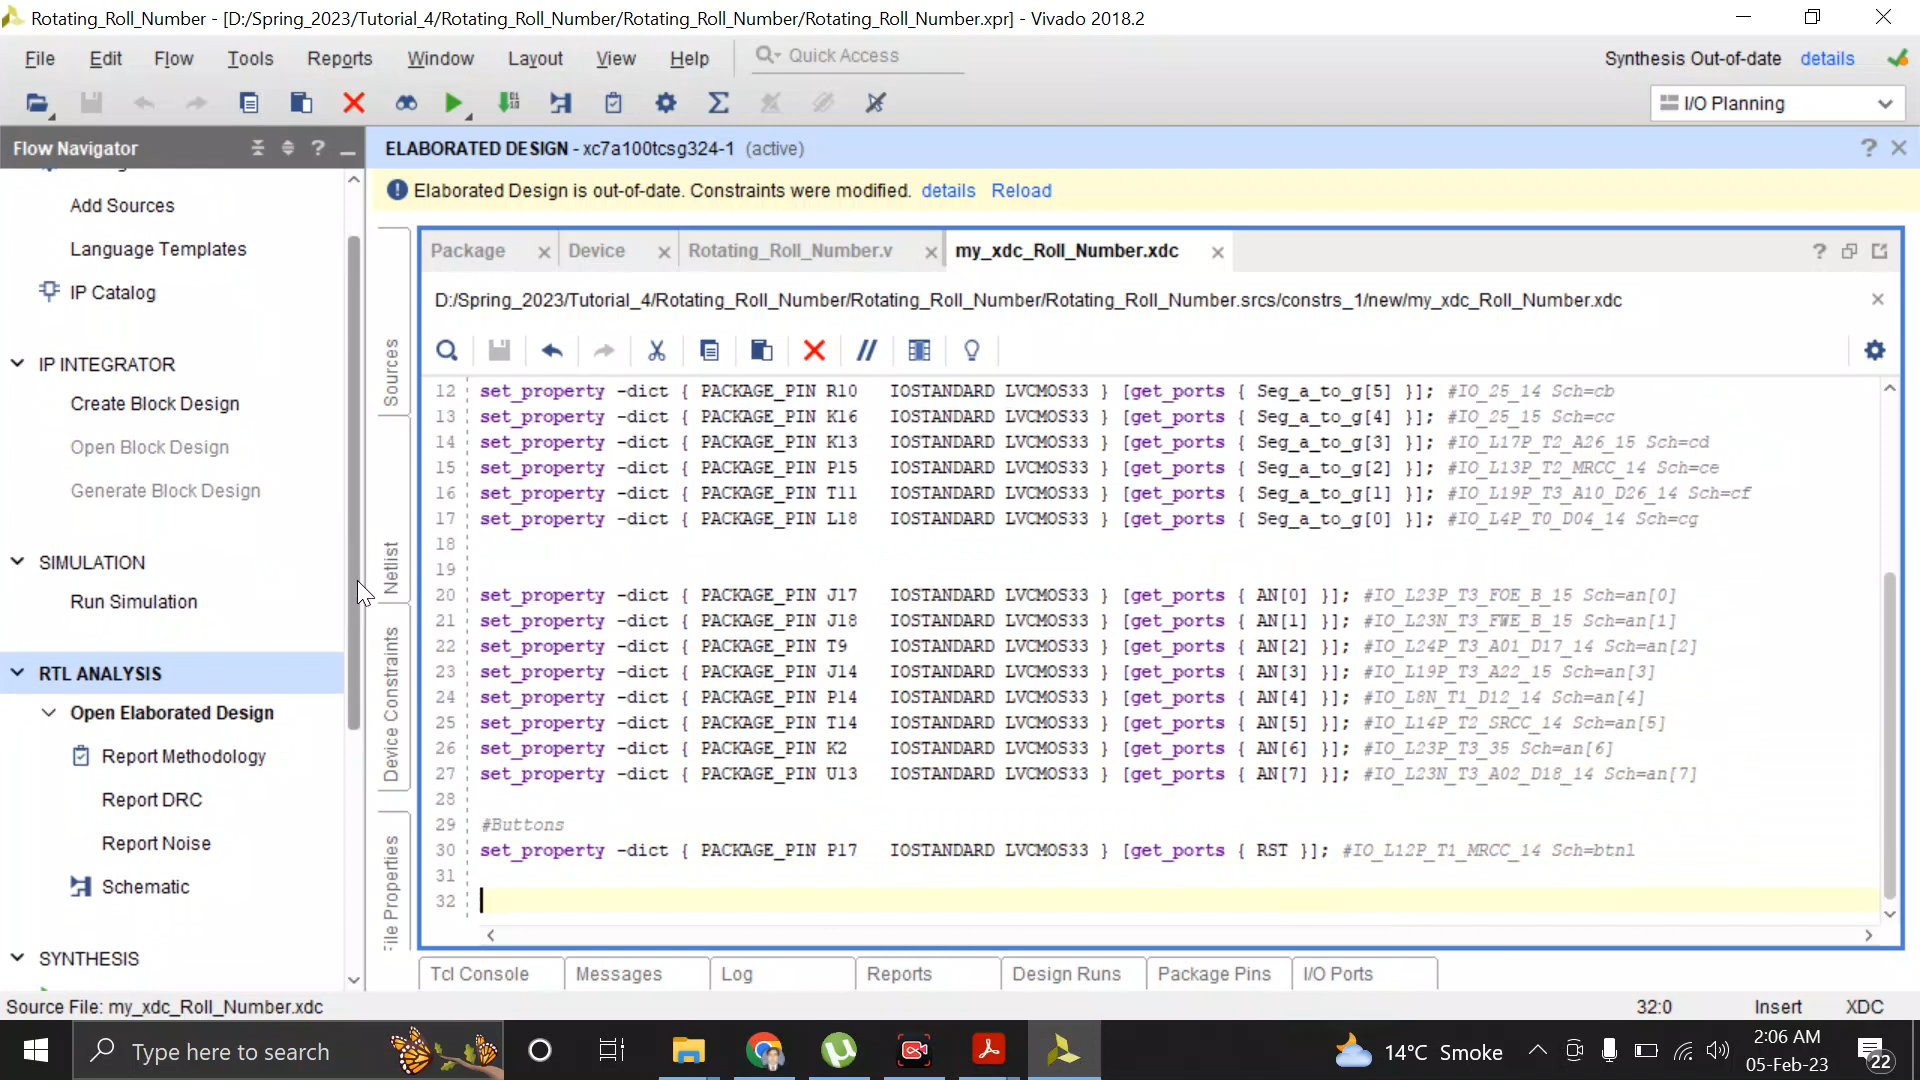 Rotating_Roll_Number - [D:/Spring_2023/Tutorial_4/Rotating_Roll_Number/Rotating_Roll_Number/Rotating_Roll_Number.xpr] - Vivado 2018.2
File Edit Flow Tools Reports Window Layout View Help Quick Access
Synthesis Out-of-date details
I/O Planning
Flow Navigator
ELABORATED DESIGN - xc7a100tcsg324-1 (active)
Elaborated Design is out-of-date. Constraints were modified. details Reload
Add Sources
Language Templates
IP Catalog
IP INTEGRATOR
Create Block Design
Open Block Design
Generate Block Design
SIMULATION
Run Simulation
RTL ANALYSIS
Open Elaborated Design
Report Methodology
Report DRC
Report Noise
Schematic
SYNTHESIS
Sources
Netlist
Device Constraints
File Properties
Package Device Rotating_Roll_Number.v my_xdc_Roll_Number.xdc
D:/Spring_2023/Tutorial_4/Rotating_Roll_Number/Rotating_Roll_Number/Rotating_Roll_Number.srcs/constrs_1/new/my_xdc_Roll_Number.xdc
12 set_property -dict { PACKAGE_PIN R10 IOSTANDARD LVCMOS33 } [get_ports { Seg_a_to_g[5] }]; #IO_25_14 Sch=cb
13 set_property -dict { PACKAGE_PIN K16 IOSTANDARD LVCMOS33 } [get_ports { Seg_a_to_g[4] }]; #IO_25_15 Sch=cc
14 set_property -dict { PACKAGE_PIN K13 IOSTANDARD LVCMOS33 } [get_ports { Seg_a_to_g[3] }]; #IO_L17P_T2_A26_15 Sch=cd
15 set_property -dict { PACKAGE_PIN P15 IOSTANDARD LVCMOS33 } [get_ports { Seg_a_to_g[2] }]; #IO_L13P_T2_MRCC_14 Sch=ce
16 set_property -dict { PACKAGE_PIN T11 IOSTANDARD LVCMOS33 } [get_ports { Seg_a_to_g[1] }]; #IO_L19P_T3_A10_D26_14 Sch=cf
17 set_property -dict { PACKAGE_PIN L18 IOSTANDARD LVCMOS33 } [get_ports { Seg_a_to_g[0] }]; #IO_L4P_T0_D04_14 Sch=cg
18
19
20 set_property -dict { PACKAGE_PIN J17 IOSTANDARD LVCMOS33 } [get_ports { AN[0] }]; #IO_L23P_T3_FOE_B_15 Sch=an[0]
21 set_property -dict { PACKAGE_PIN J18 IOSTANDARD LVCMOS33 } [get_ports { AN[1] }]; #IO_L23N_T3_FWE_B_15 Sch=an[1]
22 set_property -dict { PACKAGE_PIN T9 IOSTANDARD LVCMOS33 } [get_ports { AN[2] }]; #IO_L24P_T3_A01_D17_14 Sch=an[2]
23 set_property -dict { PACKAGE_PIN J14 IOSTANDARD LVCMOS33 } [get_ports { AN[3] }]; #IO_L19P_T3_A22_15 Sch=an[3]
24 set_property -dict { PACKAGE_PIN P14 IOSTANDARD LVCMOS33 } [get_ports { AN[4] }]; #IO_L8N_T1_D12_14 Sch=an[4]
25 set_property -dict { PACKAGE_PIN T14 IOSTANDARD LVCMOS33 } [get_ports { AN[5] }]; #IO_L14P_T2_SRCC_14 Sch=an[5]
26 set_property -dict { PACKAGE_PIN K2 IOSTANDARD LVCMOS33 } [get_ports { AN[6] }]; #IO_L23P_T3_35 Sch=an[6]
27 set_property -dict { PACKAGE_PIN U13 IOSTANDARD LVCMOS33 } [get_ports { AN[7] }]; #IO_L23N_T3_A02_D18_14 Sch=an[7]
28
29 #Buttons
30 set_property -dict { PACKAGE_PIN P17 IOSTANDARD LVCMOS33 } [get_ports { RST }]; #IO_L12P_T1_MRCC_14 Sch=btnl
31
32
Tcl Console Messages Log Reports Design Runs Package Pins I/O Ports
Source File: my_xdc_Roll_Number.xdc 32:0 Insert XDC
Type here to search
14°C Smoke
2:06 AM
05-Feb-23
22